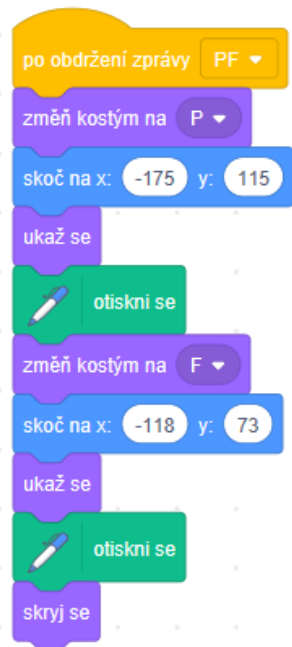 po obdržení zprávy PF
změň kostým na P
skoč na x: -175 y: 115
ukaž se
otiskni se
změň kostým na F
skoč na x: -118 y: 73
ukaž se
otiskni se
skryj se